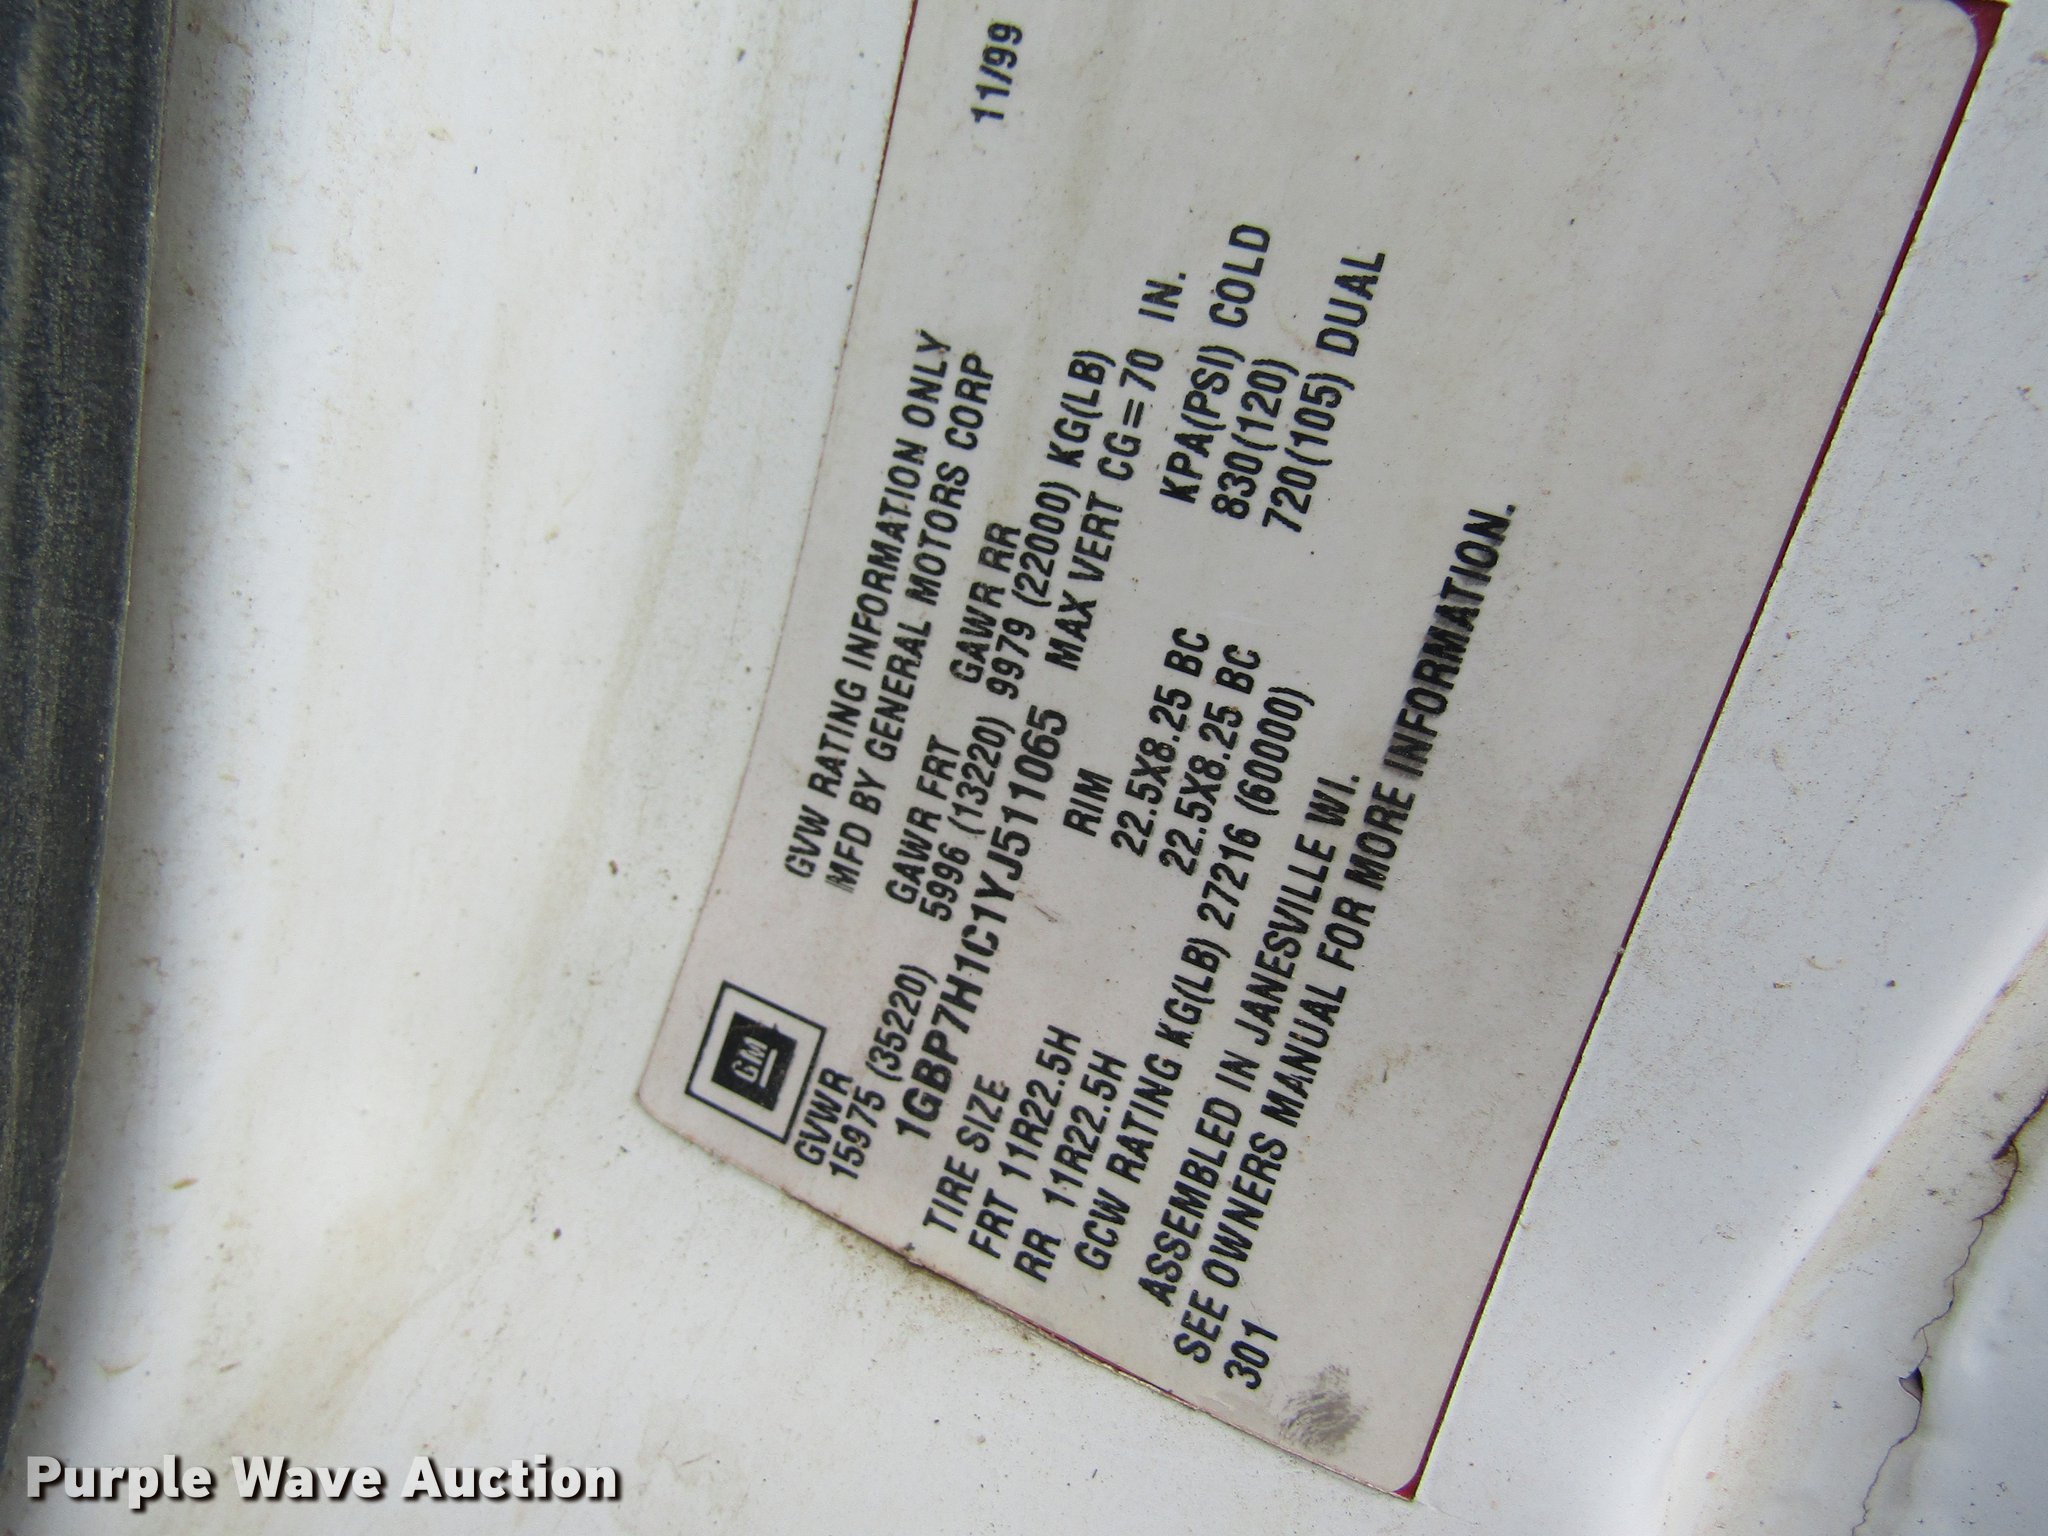 11/99
GVW RATING INFORMATION ONLY
MFD BY GENERAL MOTORS CORP
GM
GVWR GAWR FRT GAWR RR
15975 (35220) 5996 (13220) 9979 (22000) KG(LB)
1GBP7H1C1YJ511065 MAX VERT CG=70 IN.
TIRE SIZE RIM KPA(PSI) COLD
FRT 11R22.5H 22.5X8.25 BC 830(120)
RR 11R22.5H 22.5X8.25 BC 720(105) DUAL
GCW RATING KG(LB) 27216 (60000)
ASSEMBLED IN JANESVILLE WI.
SEE OWNERS MANUAL FOR MORE INFORMATION.
301
Purple Wave Auction